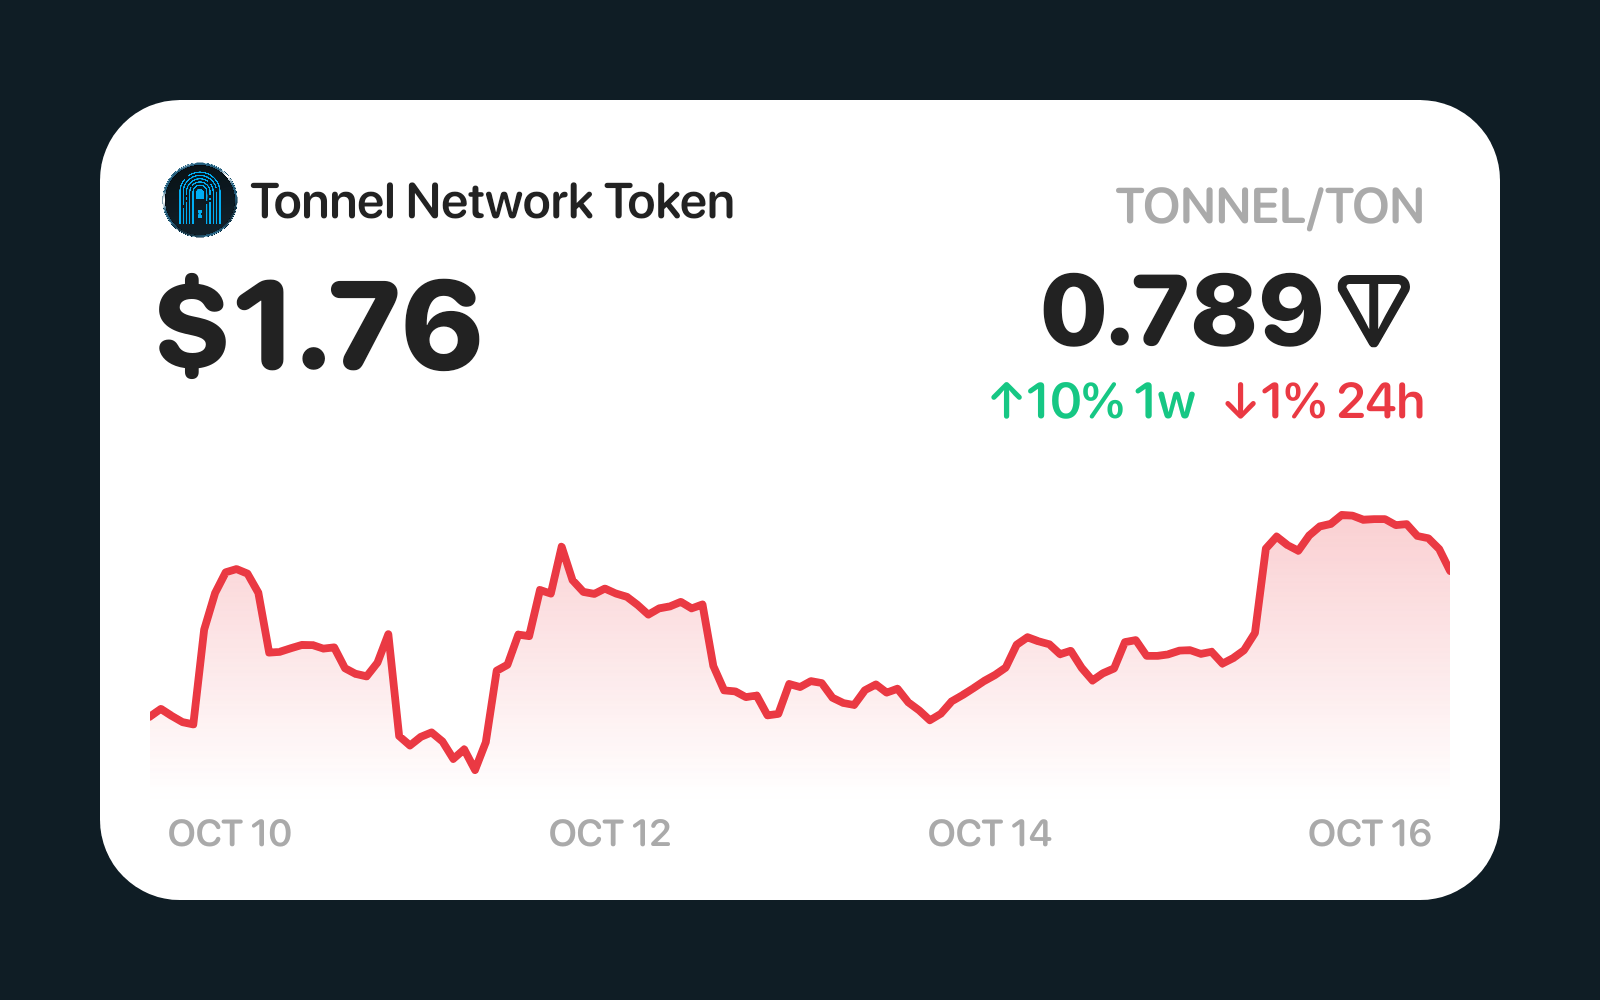 Tonnel Network Token
TONNEL/TON
$1.76
0.789
↑10% 1w ↓1% 24h
OCT 10 OCT 12 OCT 14 OCT 16